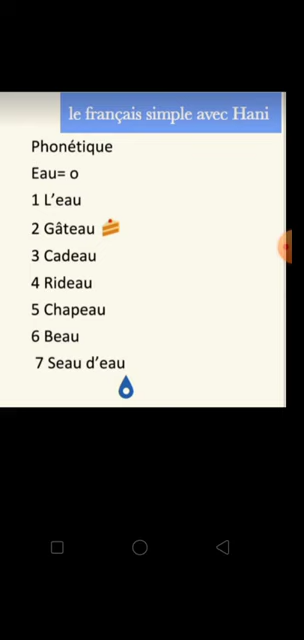 le français simple avec Hani
Phonétique
Eau= o
1 L'eau
2 Gâteau
3 Cadeau
4 Rideau
5 Chapeau
6 Beau
7 Seau d'eau